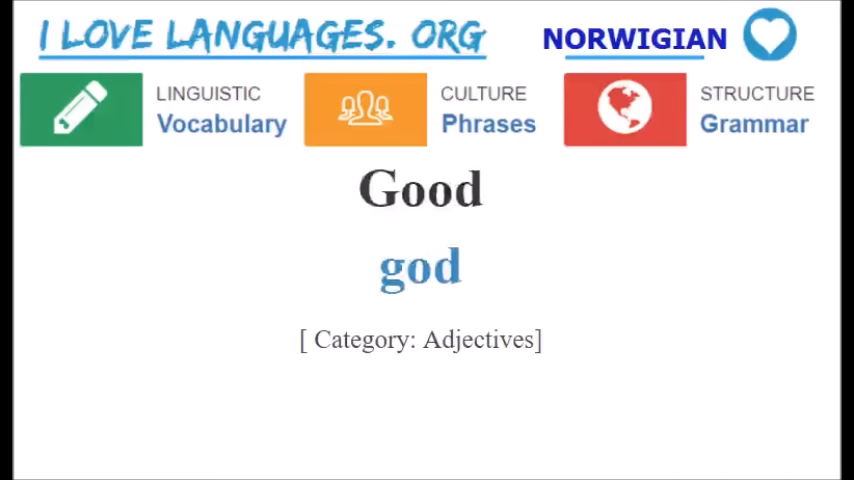 I LOVE LANGUAGES. ORG
NORWIGIAN
LINGUISTIC
Vocabulary
CULTURE
Phrases
STRUCTURE
Grammar
Good
god
[ Category: Adjectives]